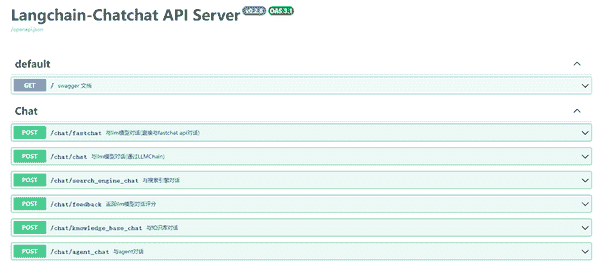 Langchain-Chatchat API Server OAS 3.1
/openapi.json
default
GET / swagger 文档
Chat
POST /chat/fastchat 与llm模型对话(直接与fastchat api对话)
POST /chat/chat 与llm模型对话(通过LLMChain)
POST /chat/search_engine_chat 与搜索引擎对话
POST /chat/feedback 返回llm模型对话评分
POST /chat/knowledge_base_chat 与知识库对话
POST /chat/agent_chat 与agent对话